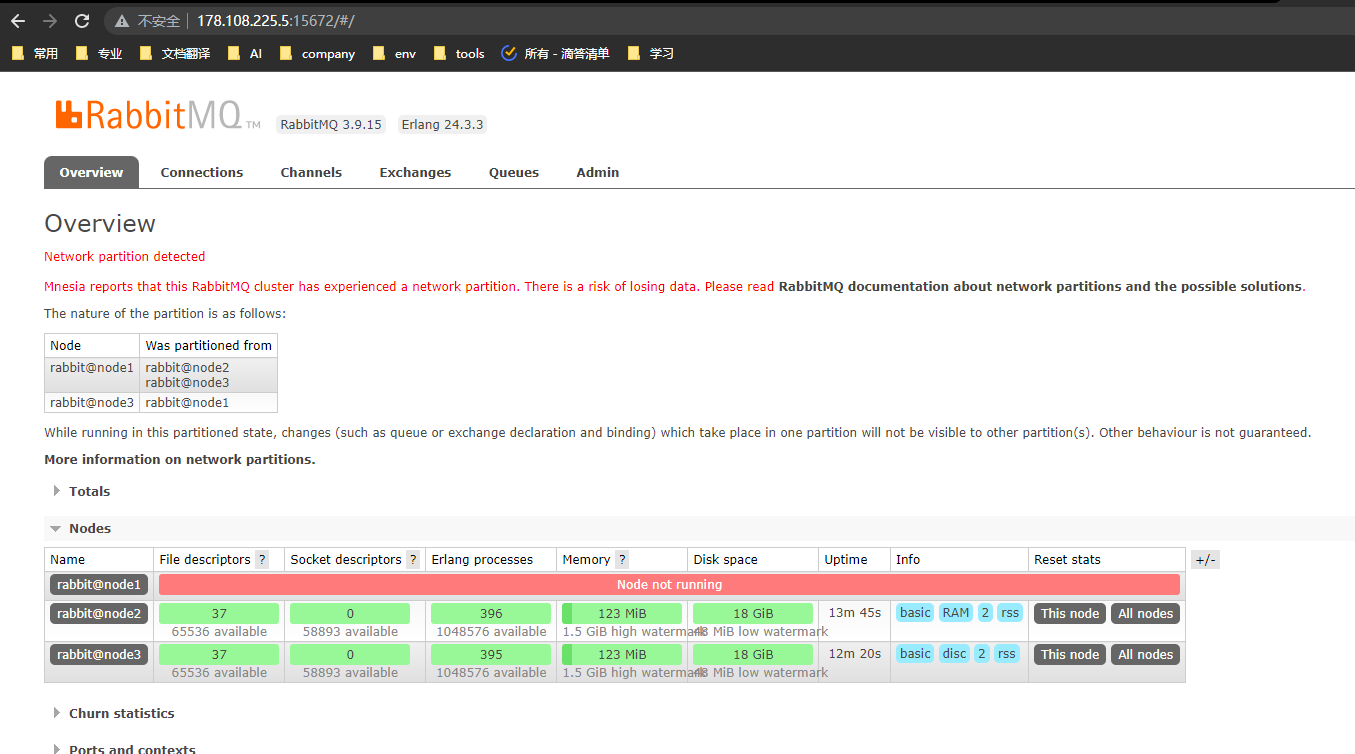 不安全 178.108.225.5:15672/#/
常用 专业 文档翻译 AI company env tools 所有 - 滴答清单 学习
RabbitMQ TM RabbitMQ 3.9.15 Erlang 24.3.3
Overview Connections Channels Exchanges Queues Admin
Overview
Network partition detected
Mnesia reports that this RabbitMQ cluster has experienced a network partition. There is a risk of losing data. Please read RabbitMQ documentation about network partitions and the possible solutions.
The nature of the partition is as follows:
Node Was partitioned from
rabbit@node1 rabbit@node2
rabbit@node3
rabbit@node3 rabbit@node1
While running in this partitioned state, changes (such as queue or exchange declaration and binding) which take place in one partition will not be visible to other partition(s). Other behaviour is not guaranteed.
More information on network partitions.
Totals
Nodes
Name File descriptors ? Socket descriptors ? Erlang processes Memory ? Disk space Uptime Info Reset stats +/-
rabbit@node1 Node not running
rabbit@node2 37 0 396 123 MiB 18 GiB 13m 45s basic RAM 2 rss This node All nodes
65536 available 58893 available 1048576 available 1.5 GiB high watermark 48 MiB low watermark
rabbit@node3 37 0 395 123 MiB 18 GiB 12m 20s basic disc 2 rss This node All nodes
65536 available 58893 available 1048576 available 1.5 GiB high watermark 48 MiB low watermark
Churn statistics
Ports and contexts